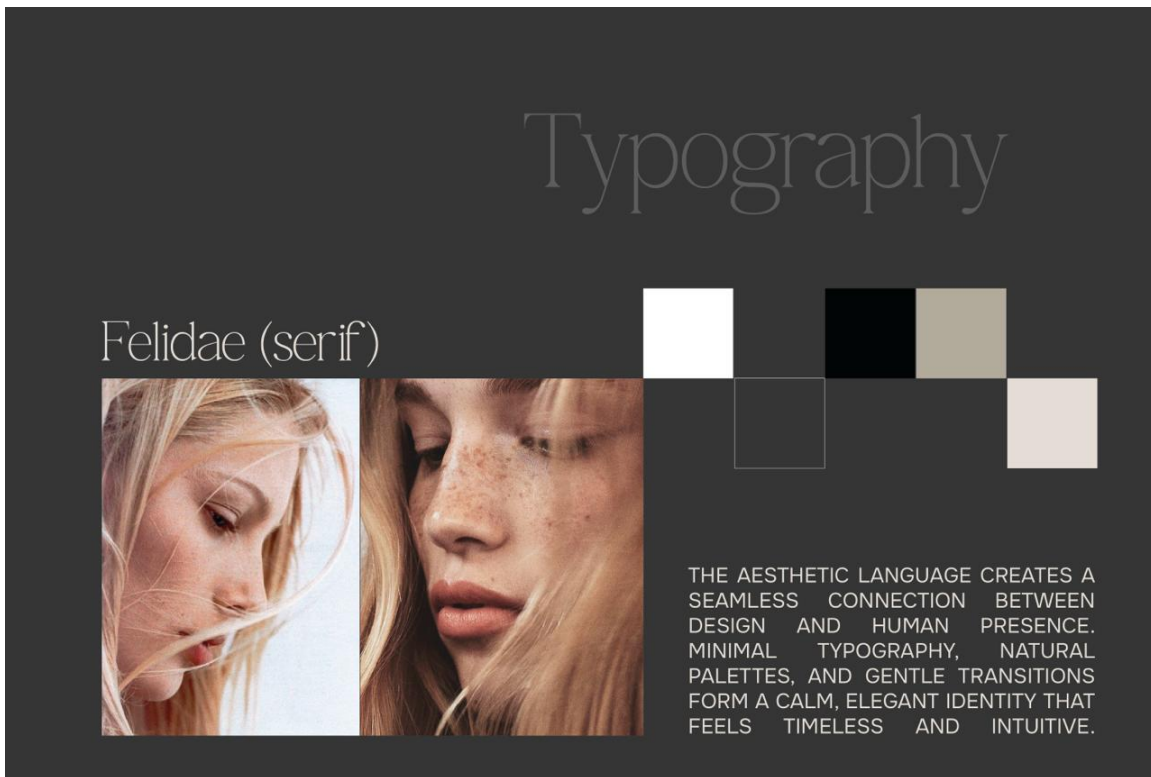 Typography
Felidae (serif)
THE AESTHETIC LANGUAGE CREATES A
SEAMLESS CONNECTION BETWEEN
DESIGN AND HUMAN PRESENCE.
MINIMAL TYPOGRAPHY, NATURAL
PALETTES, AND GENTLE TRANSITIONS
FORM A CALM, ELEGANT IDENTITY THAT
FEELS TIMELESS AND INTUITIVE.